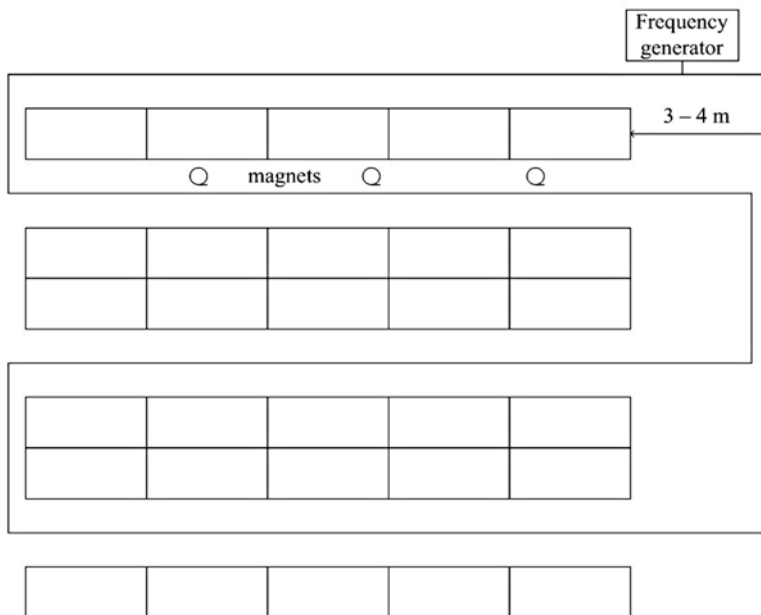 Frequency
generator
3 – 4 m
magnets